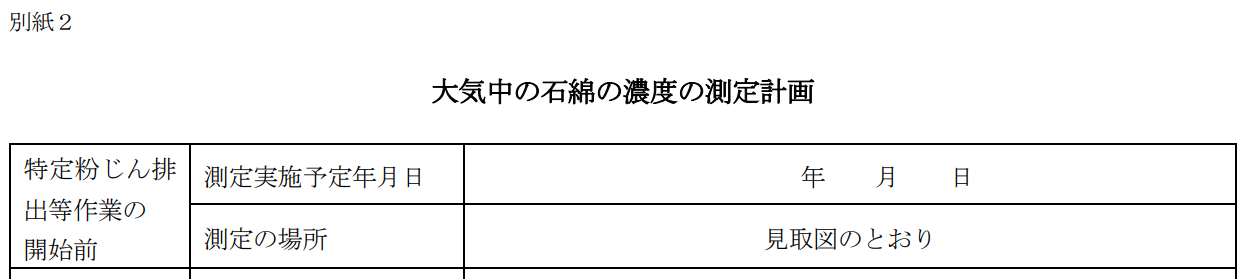 別紙２
大気中の石綿の濃度の測定計画
特定粉じん排
出等作業の
開始前
測定実施予定年月日
年　　月　　日
測定の場所
見取図のとおり